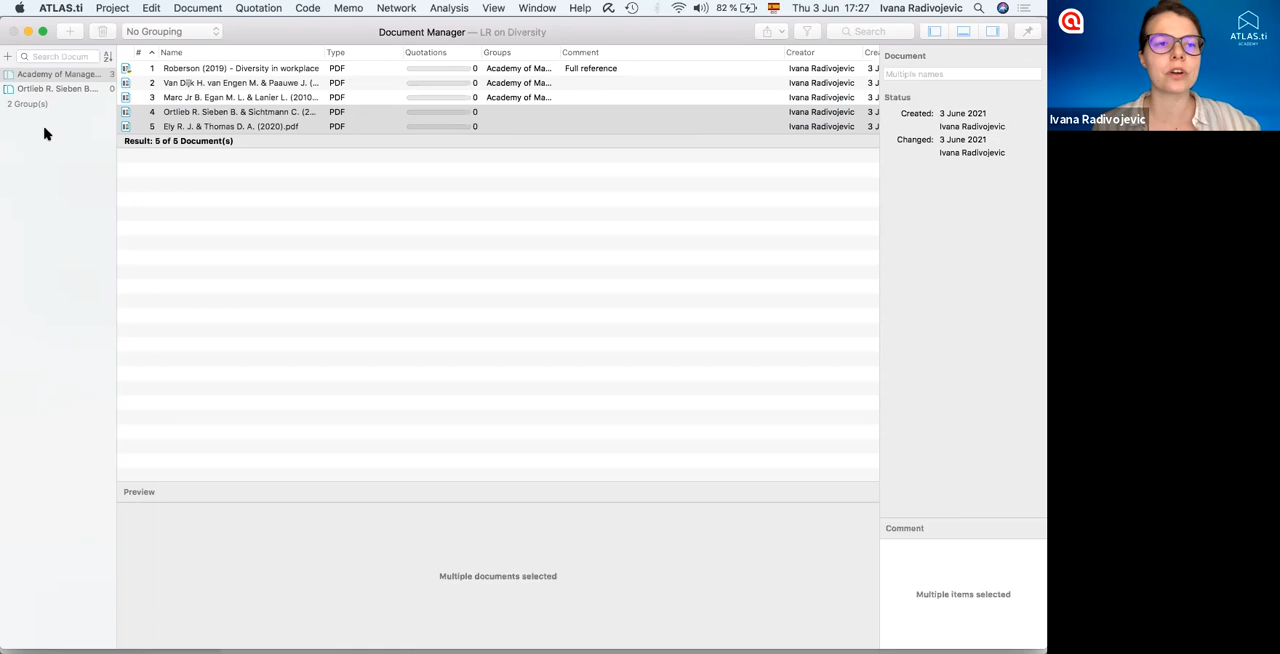 ATLAS.ti Project Edit Document Quotation Code Memo Network Analysis View Window Help 82 % Thu 3 Jun 17:27 Ivana Radivojevic
No Grouping Document Manager — LR on Diversity Search
Search Docum
# Name Type Quotations Groups Comment Creator Crea
Document
Academy of Manage... 3
1 Roberson (2019) - Diversity in workplace PDF 0 Academy of Ma... Full reference Ivana Radivojevic 3 J
Multiple names
Ortlieb R. Sieben B.... 0
2 Van Dijk H. van Engen M. & Paauwe J. (... PDF 0 Academy of Ma... Ivana Radivojevic 3 J
2 Group(s)
3 Marc Jr B. Egan M. L. & Lanier L. (2010... PDF 0 Academy of Ma... Ivana Radivojevic 3 J
Status
4 Ortlieb R. Sieben B. & Sichtmann C. (2... PDF 0 Ivana Radivojevic 3 J
Created: 3 June 2021
5 Ely R. J. & Thomas D. A. (2020).pdf PDF 0 Ivana Radivojevic 3 J
Ivana Radivojevic
Result: 5 of 5 Document(s)
Changed: 3 June 2021
Ivana Radivojevic
Preview
Multiple documents selected
Comment
Multiple items selected
ATLAS.ti
ACADEMY
Ivana Radivojevic